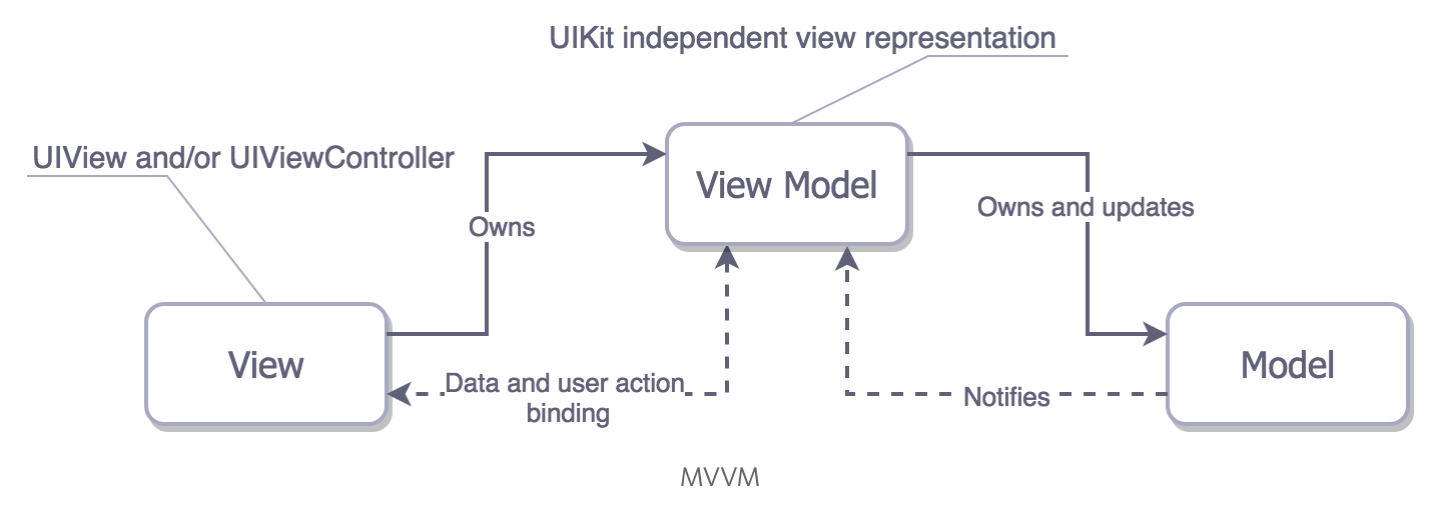 UIKit independent view representation
UIView and/or UIViewController
View Model
Owns
Owns and updates
View
Data and user action
binding
Notifies
Model
MVVM